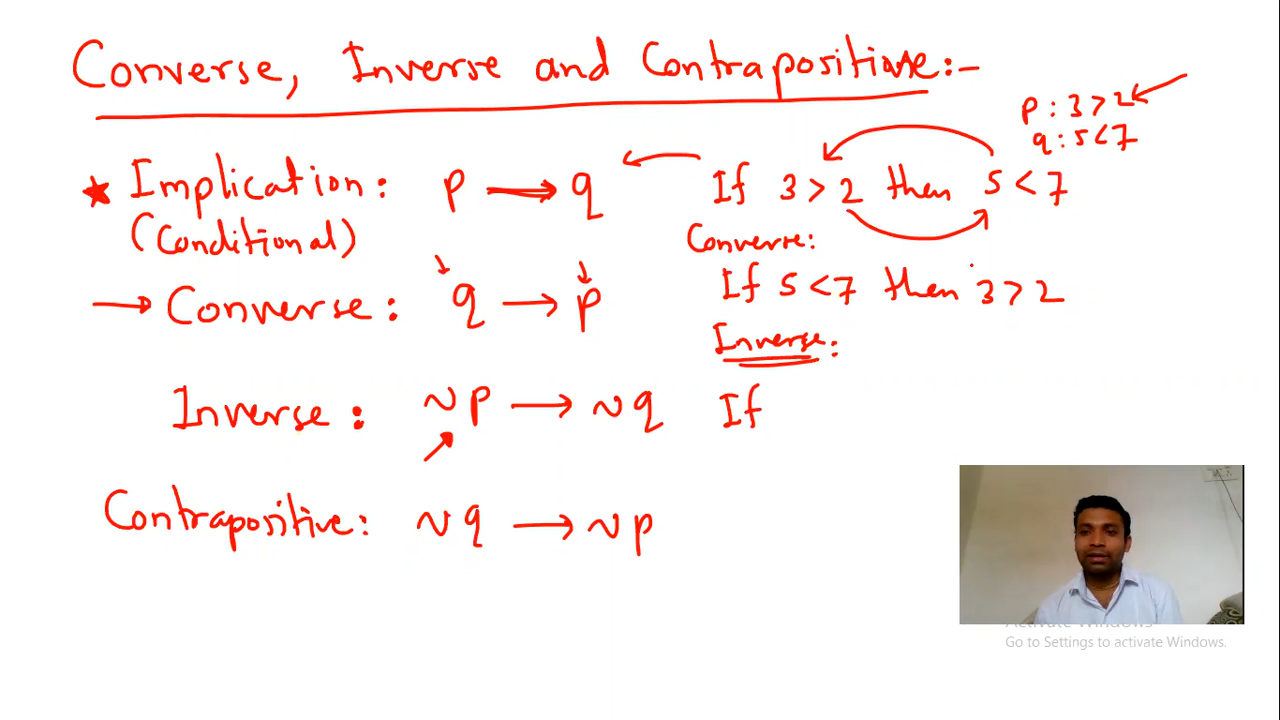 Converse, Inverse and Contrapositive:-
p : 3 > 2
q : 5 < 7
★ Implication: p → q
If 3 > 2 then 5 < 7
(Conditional)
Converse:
→ Converse: q → p
If 5 < 7 then 3 > 2
Inverse:
Inverse: ~p → ~q
If
Contrapositive: ~q → ~p
Activate Windows
Go to Settings to activate Windows.